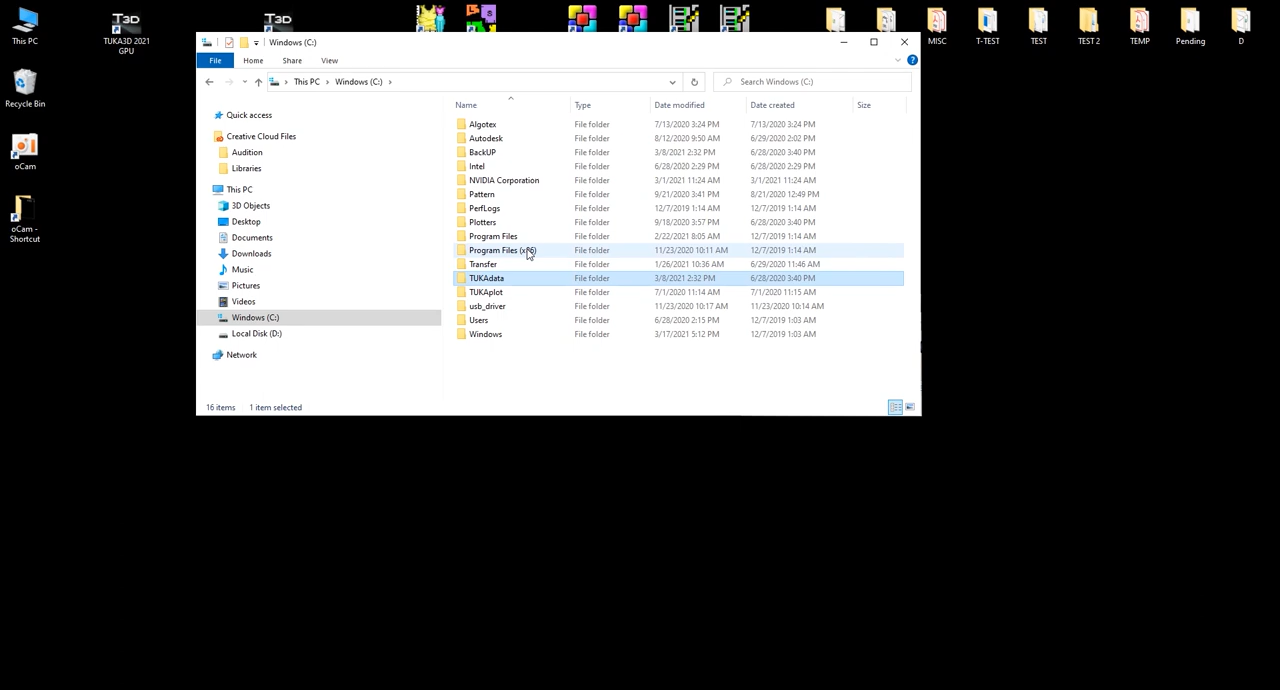 This PC
TUKA3D 2021
GPU
T3D
T3D
MISC
T-TEST
TEST
TEST 2
TEMP
Pending
D
Recycle Bin
oCam
oCam -
Shortcut
Windows (C:)
File Home Share View
This PC Windows (C:)
Search Windows (C:)
Quick access
Creative Cloud Files
Audition
Libraries
This PC
3D Objects
Desktop
Documents
Downloads
Music
Pictures
Videos
Windows (C:)
Local Disk (D:)
Network
Name Type Date modified Date created Size
Algotex File folder 7/13/2020 3:24 PM 7/13/2020 3:24 PM
Autodesk File folder 8/12/2020 9:50 AM 6/29/2020 2:02 PM
BackUP File folder 3/8/2021 2:32 PM 6/28/2020 3:40 PM
Intel File folder 6/28/2020 2:29 PM 6/28/2020 2:29 PM
NVIDIA Corporation File folder 3/1/2021 11:24 AM 3/1/2021 11:24 AM
Pattern File folder 9/21/2020 3:41 PM 8/21/2020 12:49 PM
PerfLogs File folder 12/7/2019 1:14 AM 12/7/2019 1:14 AM
Plotters File folder 9/18/2020 3:57 PM 6/28/2020 3:40 PM
Program Files File folder 2/22/2021 8:05 AM 12/7/2019 1:14 AM
Program Files (x86) File folder 11/23/2020 10:11 AM 12/7/2019 1:14 AM
Transfer File folder 1/26/2021 10:36 AM 6/29/2020 11:46 AM
TUKAdata File folder 3/8/2021 2:32 PM 6/28/2020 3:40 PM
TUKAplot File folder 7/1/2020 11:14 AM 7/1/2020 11:15 AM
usb_driver File folder 11/23/2020 10:17 AM 11/23/2020 10:14 AM
Users File folder 6/28/2020 2:15 PM 12/7/2019 1:03 AM
Windows File folder 3/17/2021 5:12 PM 12/7/2019 1:03 AM
16 items 1 item selected